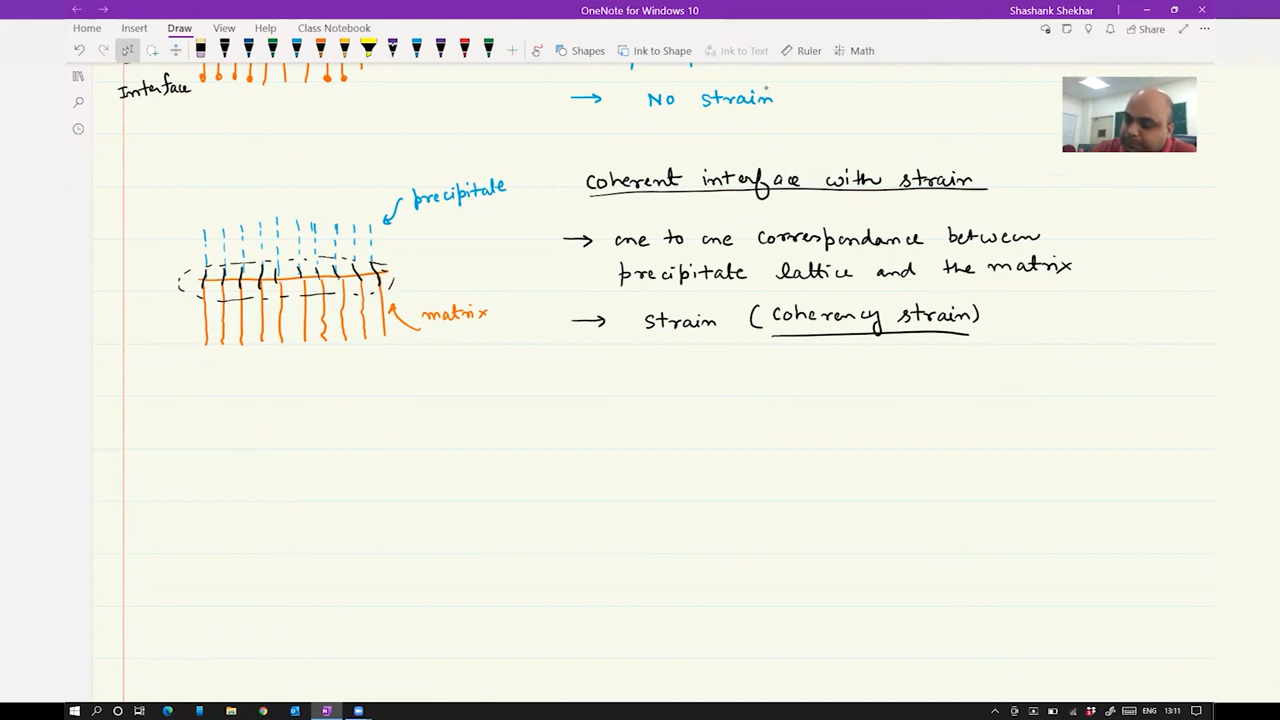 OneNote for Windows 10
Shashank Shekhar
Home Insert Draw View Help Class Notebook
Share
Shapes Ink to Shape Ink to Text Ruler Math
Interface
→ No strain
coherent interface with strain
precipitate
→ one to one correspondance between
precipitate lattice and the matrix
matrix
→ strain (coherency strain)
ENG 13:11